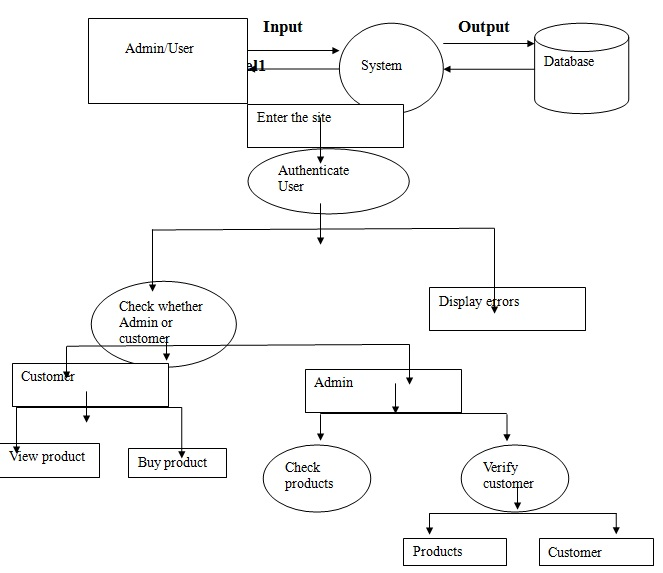 Input
Output
Admin/User
System
Database
Enter the site
Authenticate
User
Check whether
Admin or
customer
Display errors
Customer
Admin
View product
Buy product
Check
products
Verify
customer
Products
Customer